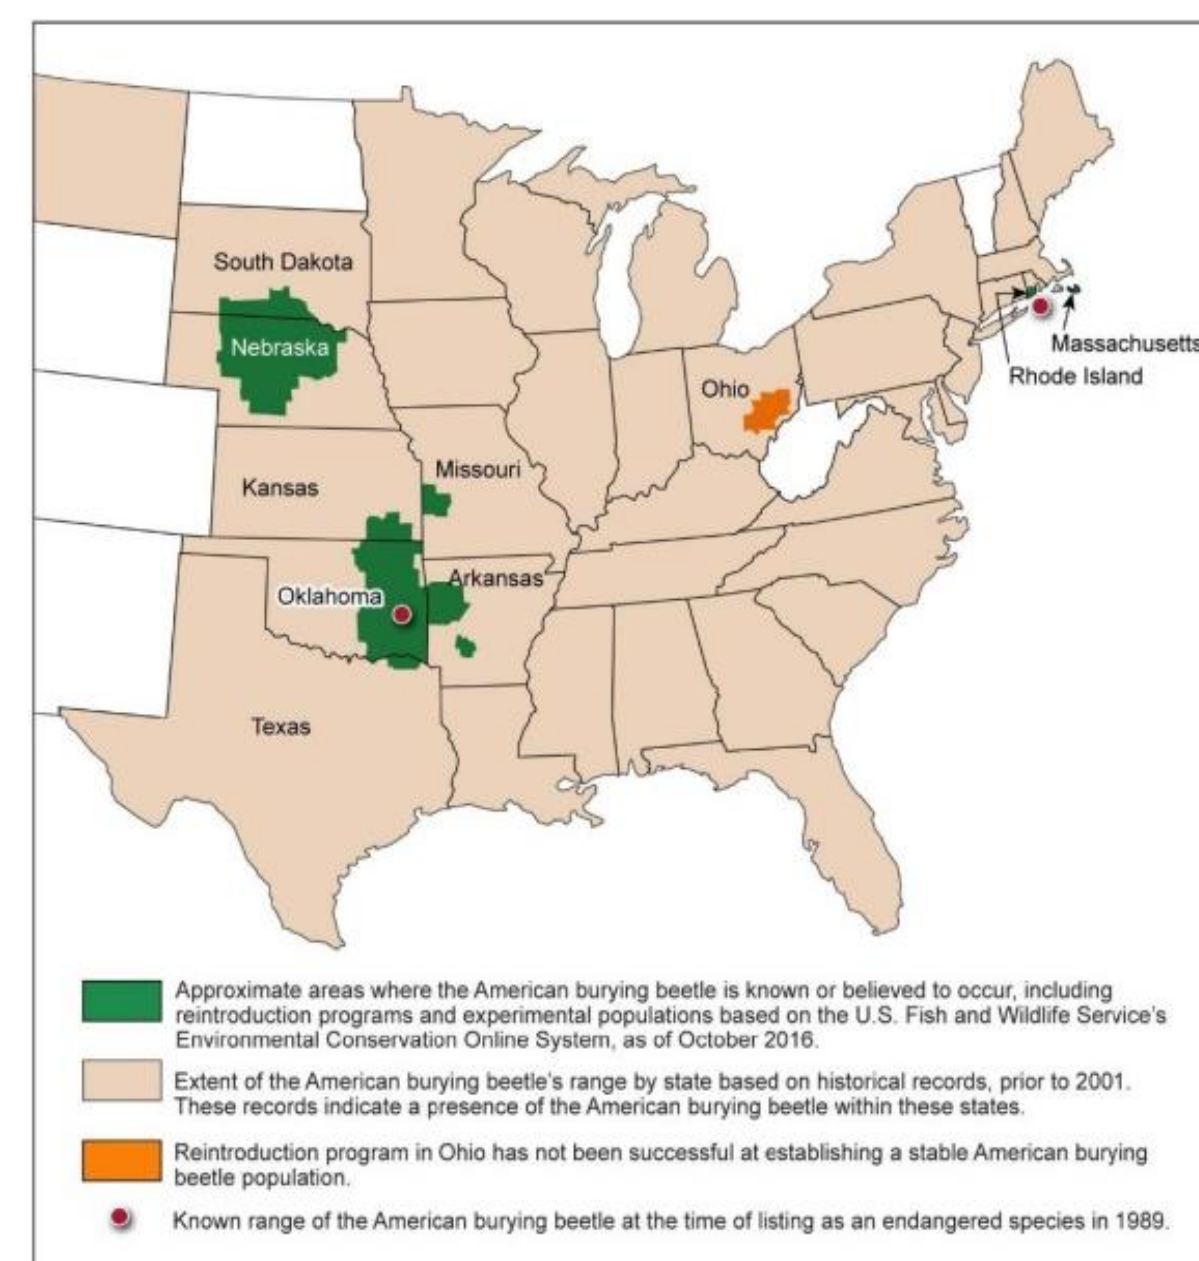 South Dakota
Nebraska
Ohio
Massachusetts
Rhode Island
Missouri
Kansas
Arkansas
Oklahoma
Texas
Approximate areas where the American burying beetle is known or believed to occur, including
reintroduction programs and experimental populations based on the U.S. Fish and Wildlife Service's
Environmental Conservation Online System, as of October 2016.
Extent of the American burying beetle's range by state based on historical records, prior to 2001.
These records indicate a presence of the American burying beetle within these states.
Reintroduction program in Ohio has not been successful at establishing a stable American burying
beetle population.
Known range of the American burying beetle at the time of listing as an endangered species in 1989.